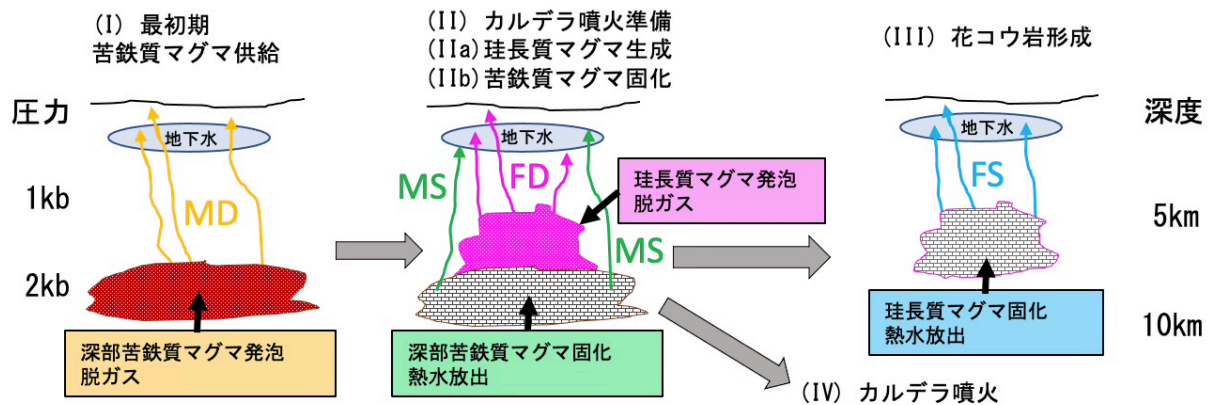 (I) 最初期
苦鉄質マグマ供給
(II) カルデラ噴火準備
(IIa)珪長質マグマ生成
(IIb)苦鉄質マグマ固化
(III) 花コウ岩形成
圧力
深度
地下水
地下水
地下水
1kb
2kb
MD
MS
FD
MS
FS
珪長質マグマ発泡
脱ガス
5km
10km
深部苦鉄質マグマ発泡
脱ガス
深部苦鉄質マグマ固化
熱水放出
珪長質マグマ固化
熱水放出
(IV) カルデラ噴火